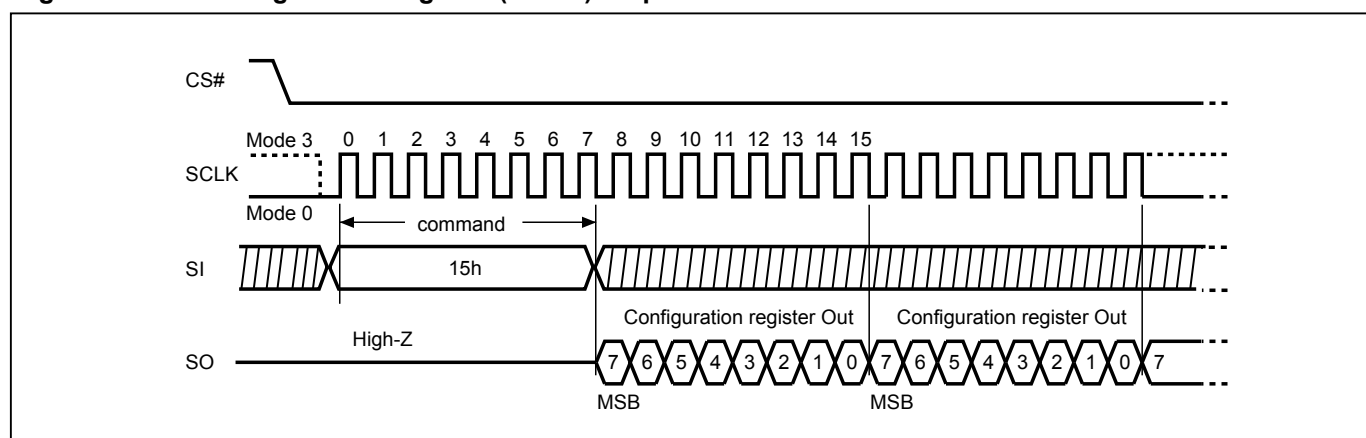 CS#
Mode 3
0 1 2 3 4 5 6 7 8 9 10 11 12 13 14 15
SCLK
Mode 0
command
SI
15h
Configuration register Out Configuration register Out
High-Z
SO
7 6 5 4 3 2 1 0 7 6 5 4 3 2 1 0 7
MSB MSB